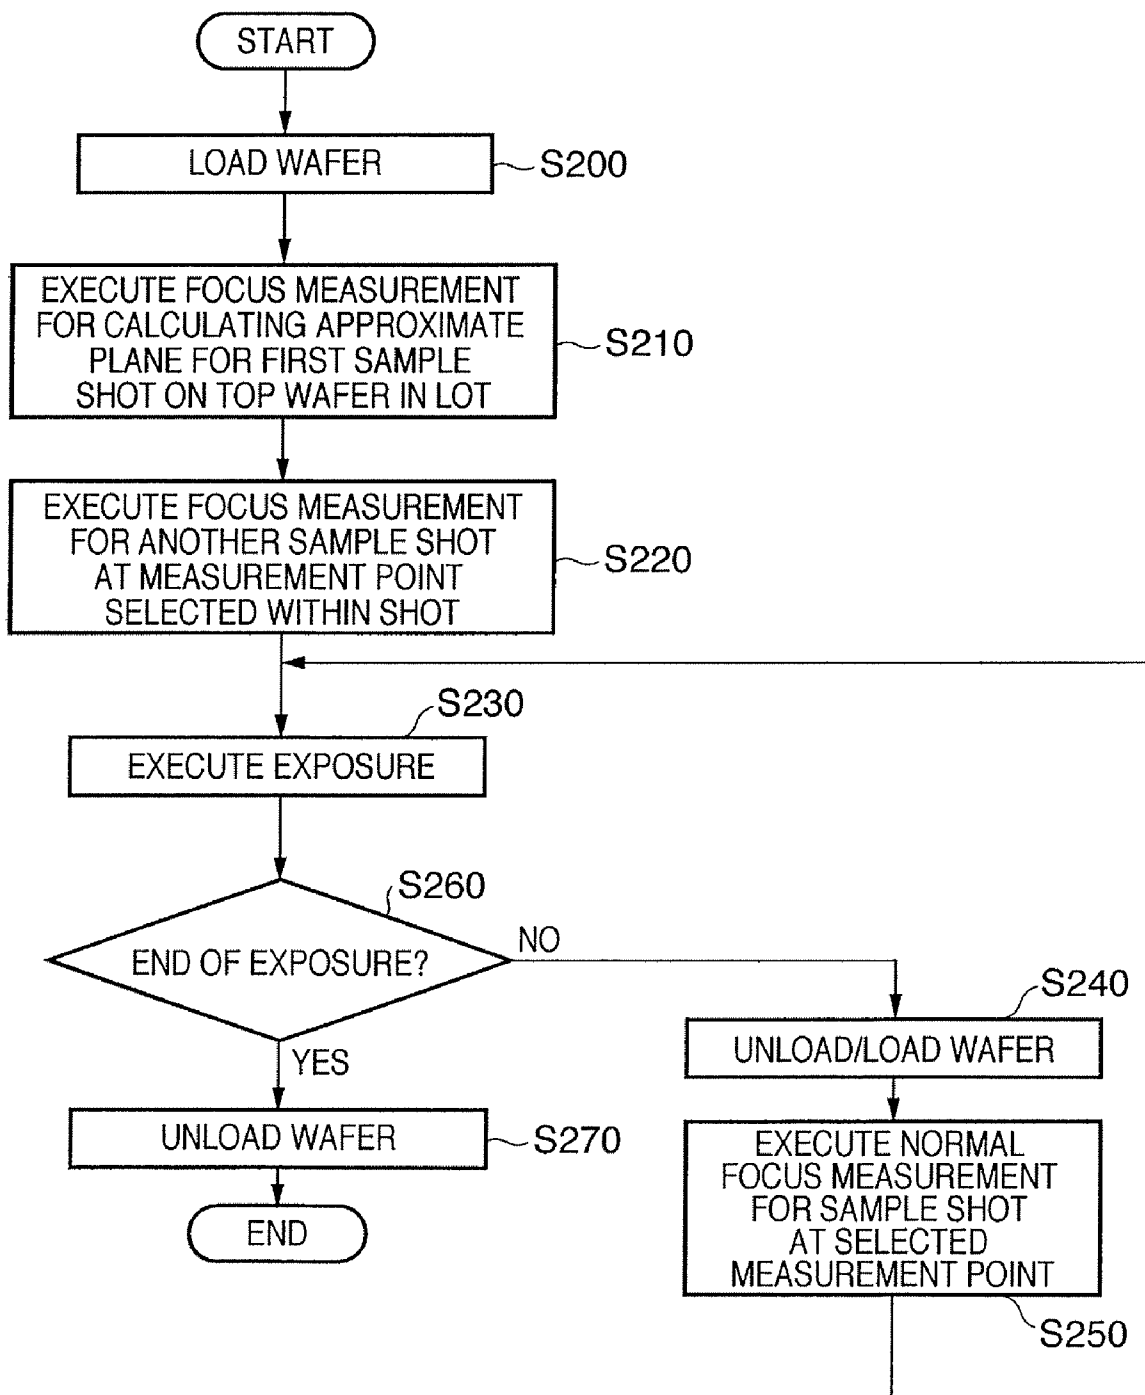 START
LOAD WAFER
S200
EXECUTE FOCUS MEASUREMENT
FOR CALCULATING APPROXIMATE
PLANE FOR FIRST SAMPLE
SHOT ON TOP WAFER IN LOT
S210
EXECUTE FOCUS MEASUREMENT
FOR ANOTHER SAMPLE SHOT
AT MEASUREMENT POINT
SELECTED WITHIN SHOT
S220
S230
EXECUTE EXPOSURE
S260
END OF EXPOSURE?
NO
YES
S240
UNLOAD/LOAD WAFER
UNLOAD WAFER
S270
EXECUTE NORMAL
FOCUS MEASUREMENT
FOR SAMPLE SHOT
AT SELECTED
MEASUREMENT POINT
S250
END